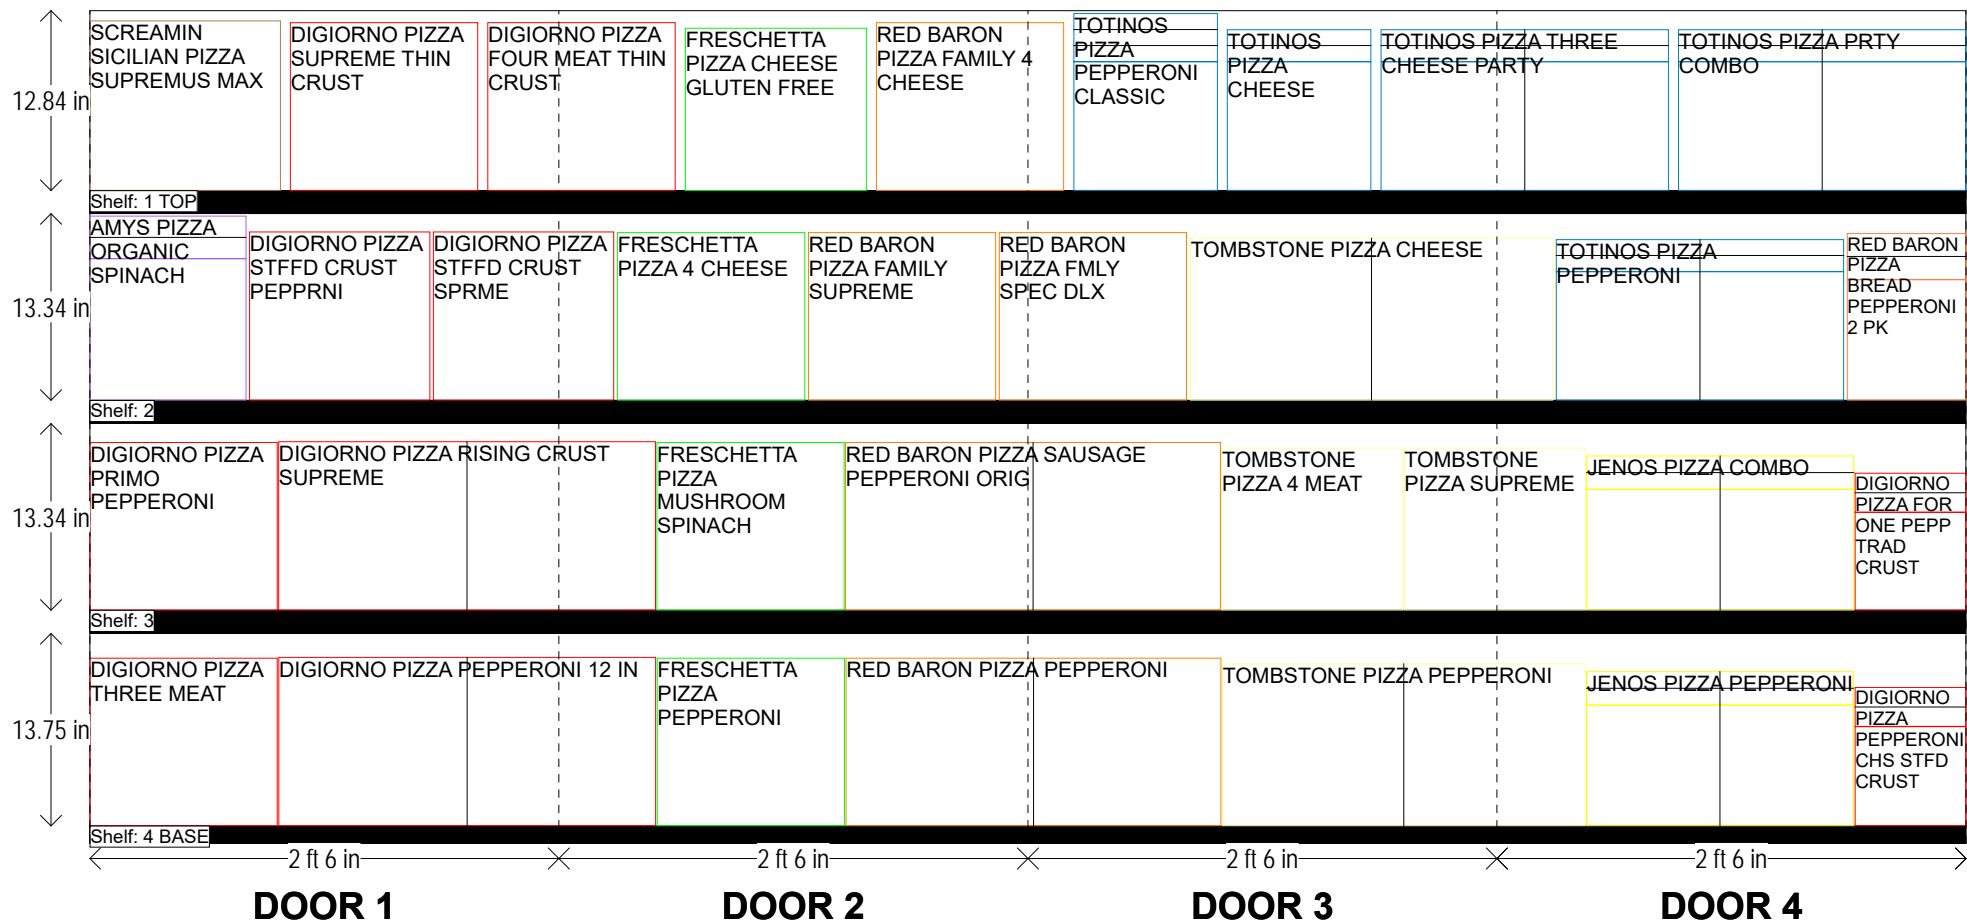 SCREAMIN
SICILIAN PIZZA
SUPREMUS MAX
DIGIORNO PIZZA
SUPREME THIN
CRUST
DIGIORNO PIZZA
FOUR MEAT THIN
CRUST
FRESCHETTA
PIZZA CHEESE
GLUTEN FREE
RED BARON
PIZZA FAMILY 4
CHEESE
TOTINOS
PIZZA
PEPPERONI
CLASSIC
TOTINOS
PIZZA
CHEESE
TOTINOS PIZZA THREE
CHEESE PARTY
TOTINOS PIZZA PRTY
COMBO
12.84 in
Shelf: 1 TOP
AMYS PIZZA
ORGANIC
SPINACH
DIGIORNO PIZZA
STFFD CRUST
PEPPRNI
DIGIORNO PIZZA
STFFD CRUST
SPRME
FRESCHETTA
PIZZA 4 CHEESE
RED BARON
PIZZA FAMILY
SUPREME
RED BARON
PIZZA FMLY
SPEC DLX
TOMBSTONE PIZZA CHEESE
TOTINOS PIZZA
PEPPERONI
RED BARON
PIZZA
BREAD
PEPPERONI
2 PK
13.34 in
Shelf: 2
DIGIORNO PIZZA
PRIMO
PEPPERONI
DIGIORNO PIZZA RISING CRUST
SUPREME
FRESCHETTA
PIZZA
MUSHROOM
SPINACH
RED BARON PIZZA SAUSAGE
PEPPERONI ORIG
TOMBSTONE
PIZZA 4 MEAT
TOMBSTONE
PIZZA SUPREME
JENOS PIZZA COMBO
DIGIORNO
PIZZA FOR
ONE PEPP
TRAD
CRUST
13.34 in
Shelf: 3
DIGIORNO PIZZA
THREE MEAT
DIGIORNO PIZZA PEPPERONI 12 IN
FRESCHETTA
PIZZA
PEPPERONI
RED BARON PIZZA PEPPERONI
TOMBSTONE PIZZA PEPPERONI
JENOS PIZZA PEPPERONI
DIGIORNO
PIZZA
PEPPERONI
CHS STFD
CRUST
13.75 in
Shelf: 4 BASE
2 ft 6 in
2 ft 6 in
2 ft 6 in
2 ft 6 in
DOOR 1
DOOR 2
DOOR 3
DOOR 4